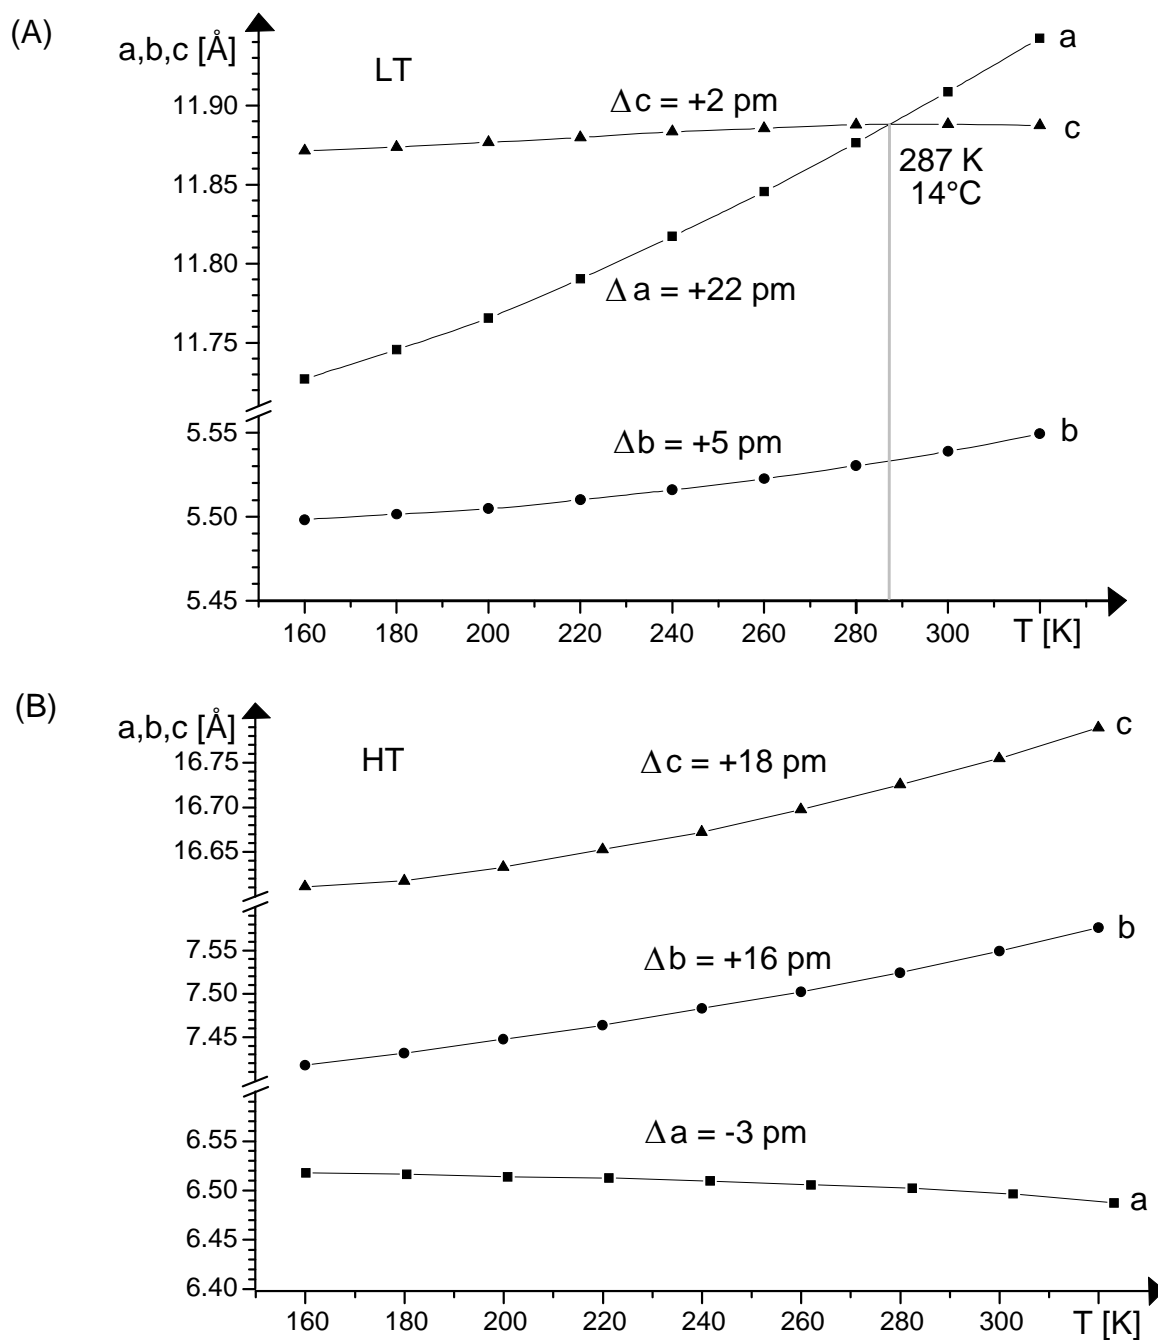 (A)
a,b,c [Å]
LT
a
Δc = +2 pm
11.90
c
287 K
14°C
11.85
11.80
Δa = +22 pm
11.75
5.55
Δb = +5 pm
b
5.50
5.45
160 180 200 220 240 260 280 300 T [K]
(B)
a,b,c [Å]
HT
c
Δc = +18 pm
16.75
16.70
16.65
b
Δb = +16 pm
7.55
7.50
7.45
Δa = -3 pm
6.55
6.50
a
6.45
6.40
160 180 200 220 240 260 280 300 T [K]